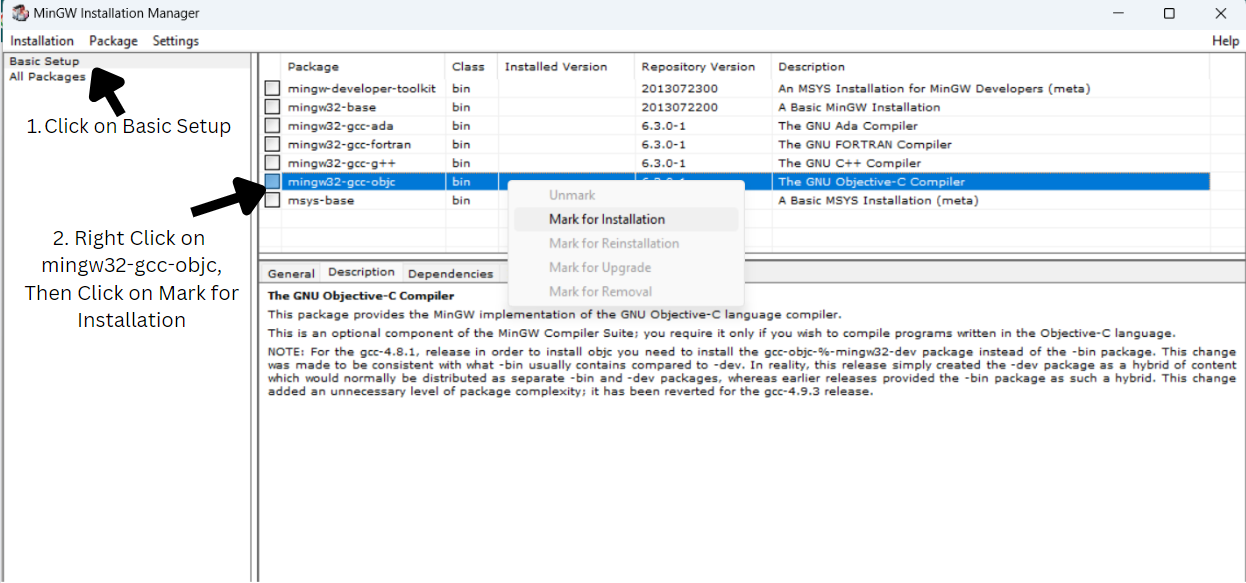 MinGW Installation Manager
Installation Package Settings Help
Basic Setup
All Packages
1. Click on Basic Setup
2. Right Click on
mingw32-gcc-objc,
Then Click on Mark for
Installation
Package Class Installed Version Repository Version Description
mingw-developer-toolkit bin 2013072300 An MSYS Installation for MinGW Developers (meta)
mingw32-base bin 2013072200 A Basic MinGW Installation
mingw32-gcc-ada bin 6.3.0-1 The GNU Ada Compiler
mingw32-gcc-fortran bin 6.3.0-1 The GNU FORTRAN Compiler
mingw32-gcc-g++ bin 6.3.0-1 The GNU C++ Compiler
mingw32-gcc-objc bin The GNU Objective-C Compiler
msys-base bin A Basic MSYS Installation (meta)
Unmark
Mark for Installation
Mark for Reinstallation
Mark for Upgrade
Mark for Removal
General Description Dependencies
The GNU Objective-C Compiler
This package provides the MinGW implementation of the GNU Objective-C language compiler.
This is an optional component of the MinGW Compiler Suite; you require it only if you wish to compile programs written in the Objective-C language.
NOTE: For the gcc-4.8.1, release in order to install objc you need to install the gcc-objc-%-mingw32-dev package instead of the -bin package. This change
was made to be consistent with what -bin usually contains compared to -dev. In reality, this release simply created the -dev package as a hybrid of content
which would normally be distributed as separate -bin and -dev packages, whereas earlier releases provided the -bin package as such a hybrid. This change
added an unnecessary level of package complexity; it has been reverted for the gcc-4.9.3 release.